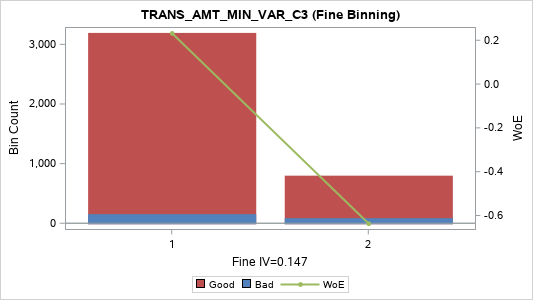 TRANS_AMT_MIN_VAR_C3 (Fine Binning)
Bin Count
3,000
2,000
1,000
0
0.2
0.0
-0.2
-0.4
-0.6
WoE
1 2
Fine IV=0.147
Good Bad WoE